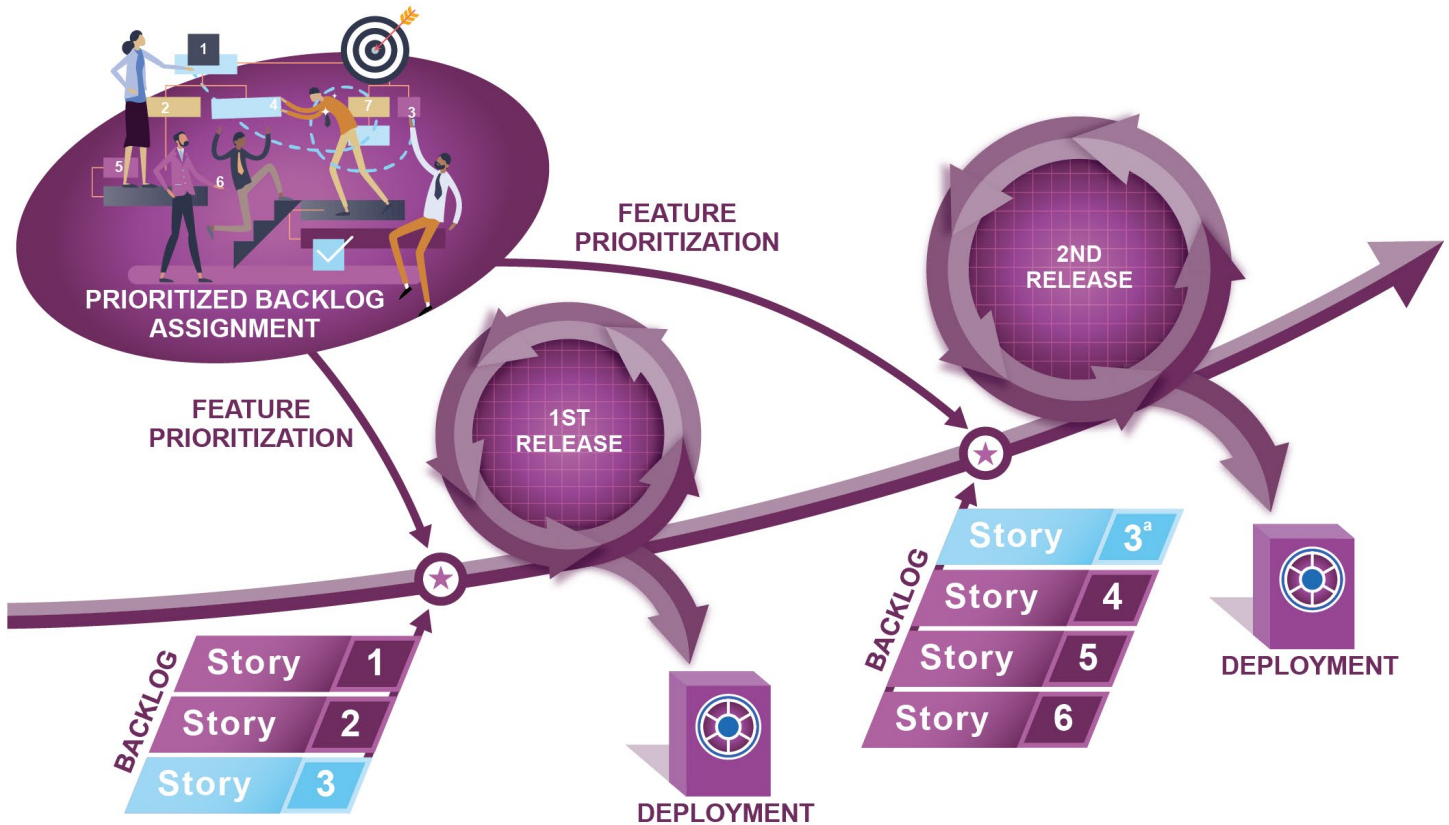 1
2
4
7
3
5
6
PRIORITIZED BACKLOG
ASSIGNMENT
FEATURE
PRIORITIZATION
FEATURE
PRIORITIZATION
1ST
RELEASE
2ND
RELEASE
BACKLOG
Story 1
Story 2
Story 3
DEPLOYMENT
BACKLOG
Story 3ª
Story 4
Story 5
Story 6
DEPLOYMENT